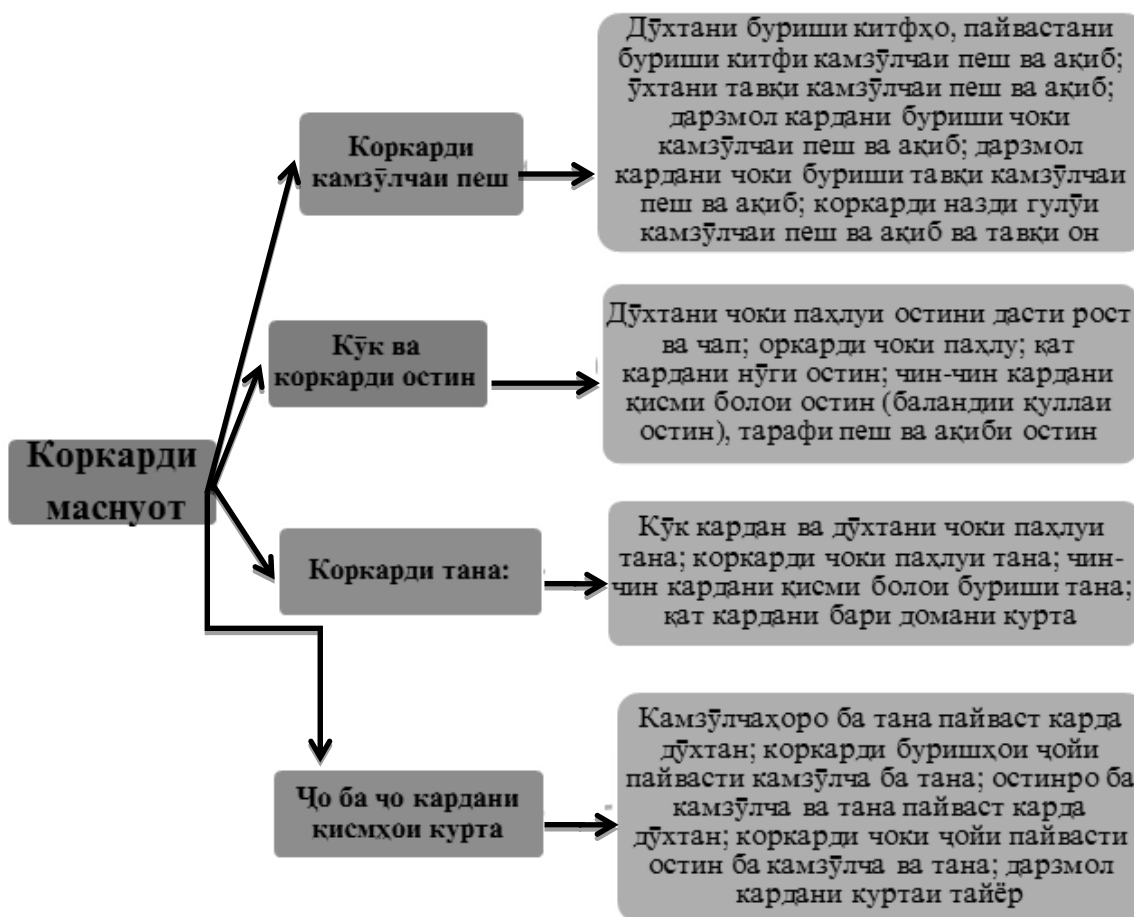 Коркарди
маснуот
Коркарди
камзӯлчаи пеш
Дӯхтани буриши китфҳо, пайвастани
буриши китфи камзӯлчаи пеш ва ақиб;
ӯхтани тавқи камзӯлчаи пеш ва ақиб;
дарзмол кардани буриши чоки
камзӯлчаи пеш ва ақиб; дарзмол
кардани чоки буриши тавқи камзӯлчаи
пеш ва ақиб; коркарди назди гулӯи
камзӯлчаи пеш ва ақиб ва тавқи он
Кӯк ва
коркарди остин
Дӯхтани чоки паҳлуи остини дасти рост
ва чап; оркарди чоки паҳлу; қат
кардани нӯги остин; чин-чин кардани
қисми болои остин (баландии қуллаи
остин), тарафи пеш ва ақиби остин
Коркарди тана:
Кӯк кардан ва дӯхтани чоки паҳлуи
тана; коркарди чоки паҳлуи тана; чин-
чин кардани қисми болои буриши тана;
қат кардани бари домани курта
Ҷо ба ҷо кардани
қисмҳои курта
Камзӯлчаҳоро ба тана пайваст карда
дӯхтан; коркарди буришҳои ҷойи
пайвасти камзӯлча ба тана; остинро ба
камзӯлча ва тана пайваст карда
дӯхтан; коркарди чоки ҷойи пайвасти
остин ба камзӯлча ва тана; дарзмол
кардани куртаи тайёр